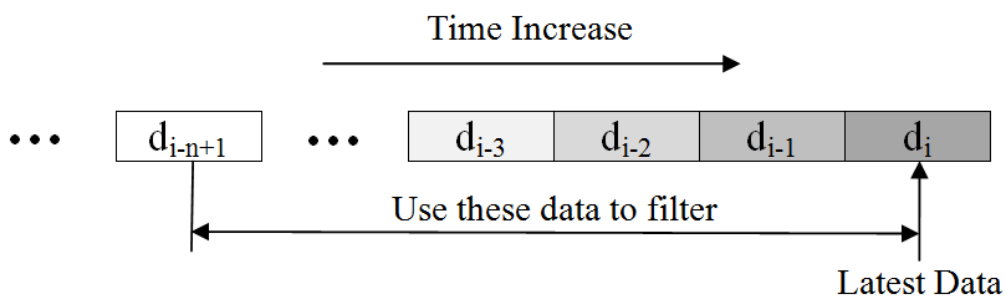 Time Increase
••• d_{i-n+1} ••• d_{i-3} d_{i-2} d_{i-1} d_i
Use these data to filter
Latest Data